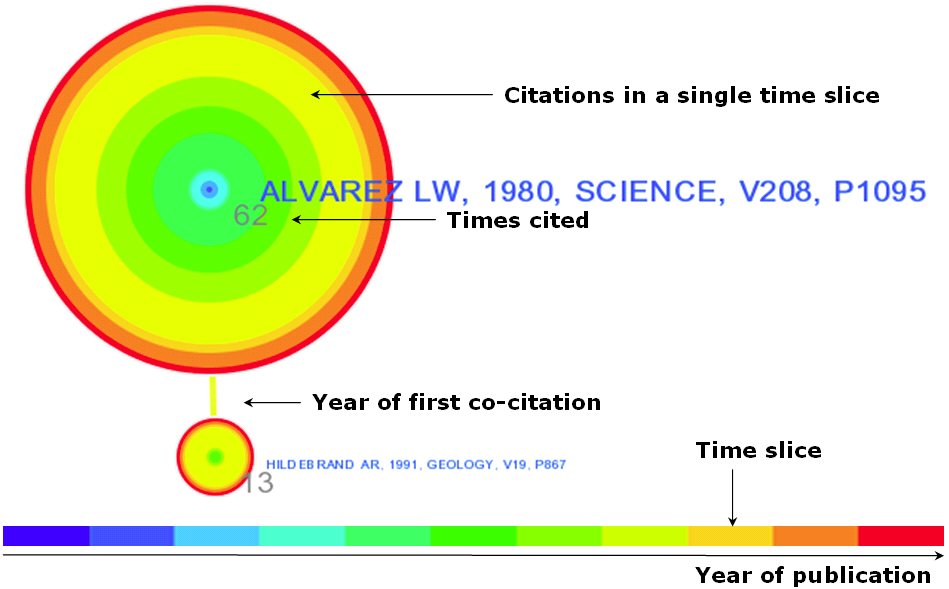 Citations in a single time slice
ALVAREZ LW, 1980, SCIENCE, V208, P1095
62
Times cited
Year of first co-citation
Time slice
HILDEBRAND AR, 1991, GEOLOGY, V19, P867
13
Year of publication